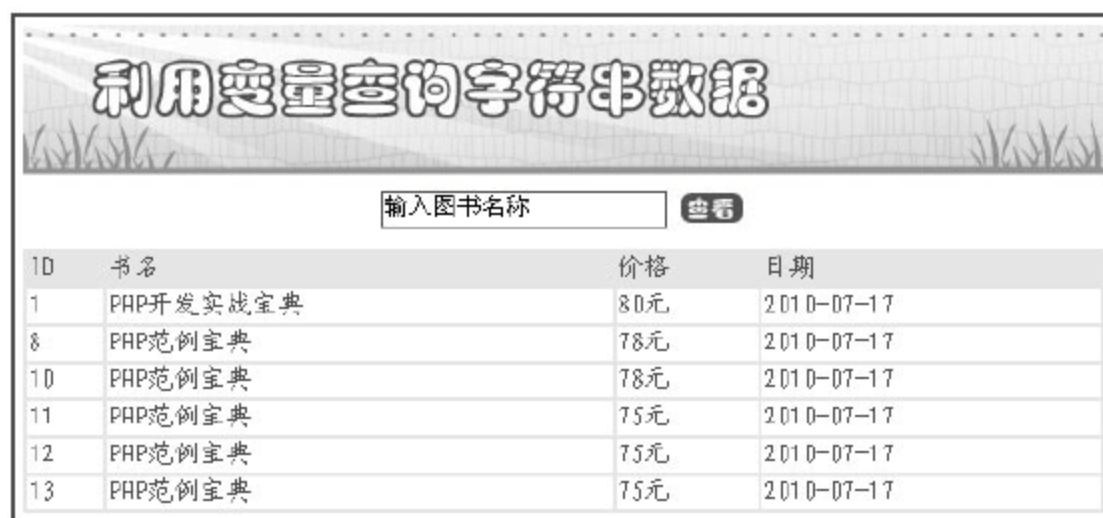 利用变量查询字符串数据
输入图书名称 查看
ID 书名 价格 日期
1 PHP开发实战宝典 80元 2010-07-17
8 PHP范例宝典 78元 2010-07-17
10 PHP范例宝典 78元 2010-07-17
11 PHP范例宝典 75元 2010-07-17
12 PHP范例宝典 75元 2010-07-17
13 PHP范例宝典 75元 2010-07-17